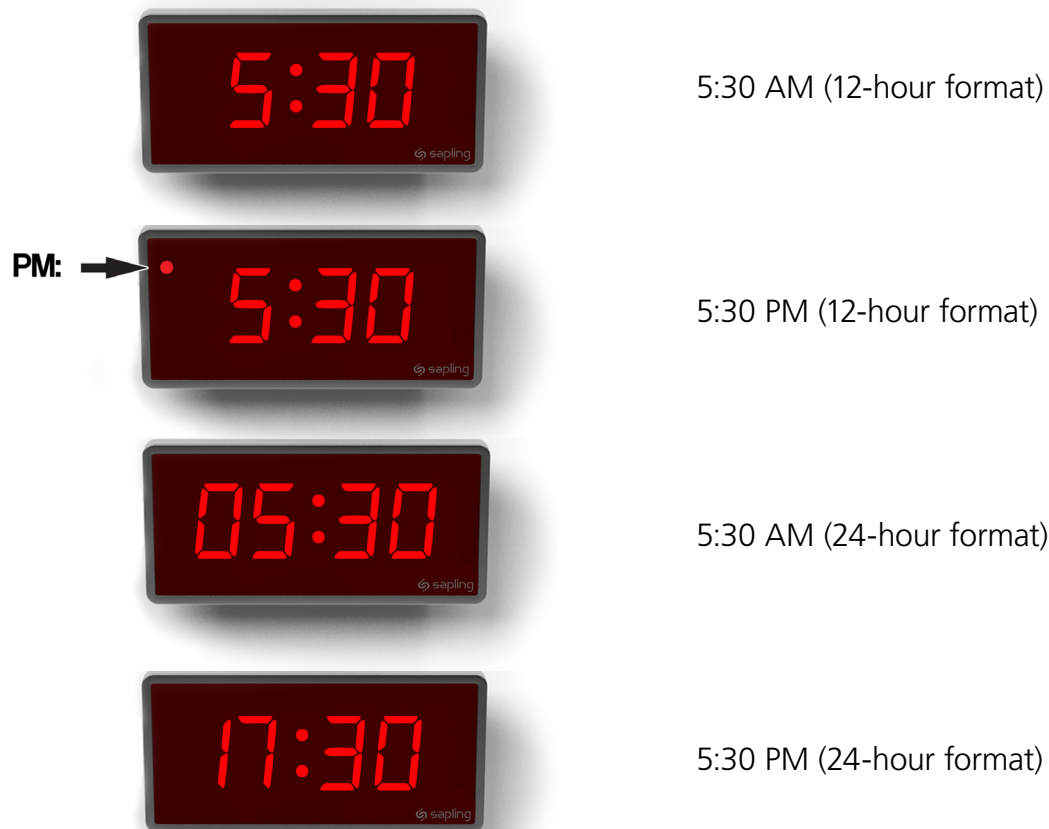 5:30
sapling
5:30 AM (12-hour format)
PM:
5:30
sapling
5:30 PM (12-hour format)
05:30
sapling
5:30 AM (24-hour format)
17:30
sapling
5:30 PM (24-hour format)